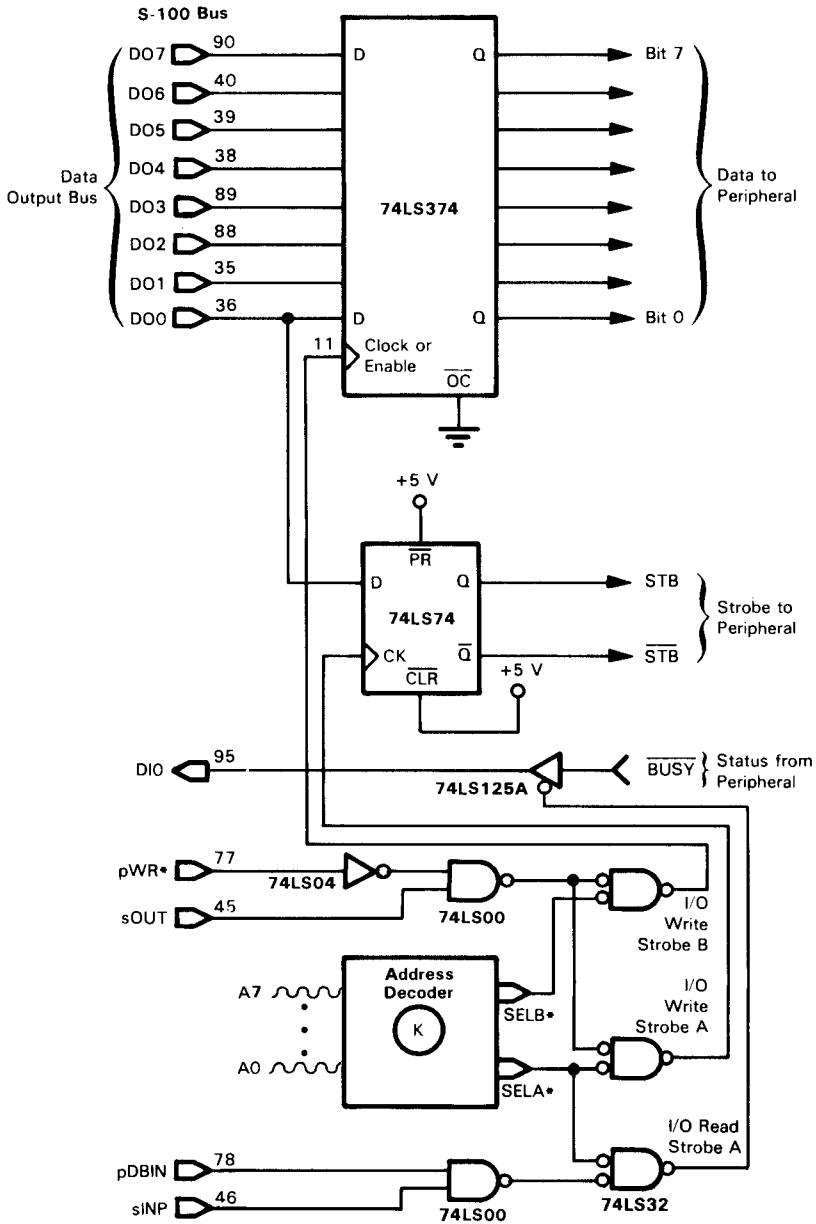 S-100 Bus
DO7 90 D Q Bit 7
DO6 40
DO5 39
DO4 38
Data
Output Bus
74LS374
Data to
Peripheral
DO3 89
DO2 88
DO1 35
DO0 36 D Q Bit 0
11 Clock or
Enable
OC
+5 V
PR
D Q STB
74LS74
Strobe to
Peripheral
CK Q STB
CLR
+5 V
DI0 95
74LS125A
BUSY
Status from
Peripheral
pWR* 77
74LS04
sOUT 45
74LS00
I/O
Write
Strobe B
Address
Decoder
K
A7
A0
SELB*
SELA*
I/O
Write
Strobe A
I/O Read
Strobe A
pDBIN 78
sINP 46
74LS00
74LS32